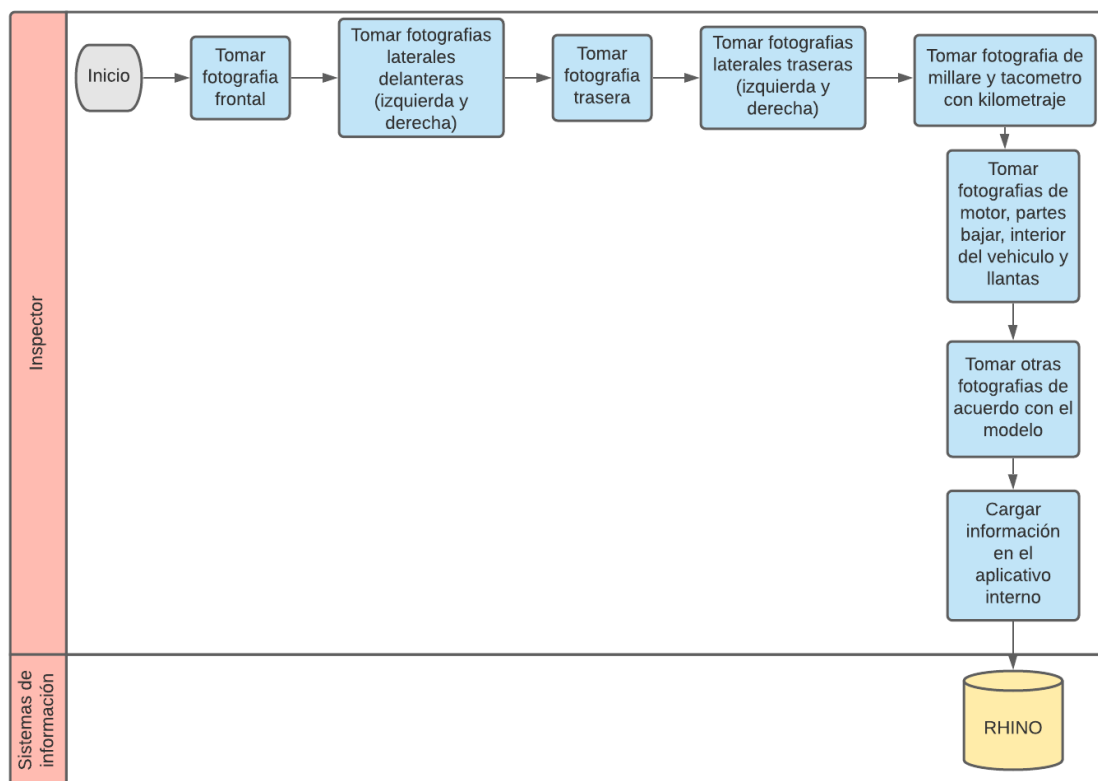 Inspector
Inicio
Tomar
fotografia
frontal
Tomar fotografias
laterales
delanteras
(izquierda y
derecha)
Tomar
fotografia
trasera
Tomar fotografias
laterales traseras
(izquierda y
derecha)
Tomar fotografia de
millare y tacometro
con kilometraje
Tomar
fotografias de
motor, partes
bajar, interior
del vehiculo y
llantas
Tomar otras
fotografias de
acuerdo con el
modelo
Cargar
información
en el
aplicativo
interno
Sistemas de
información
RHINO